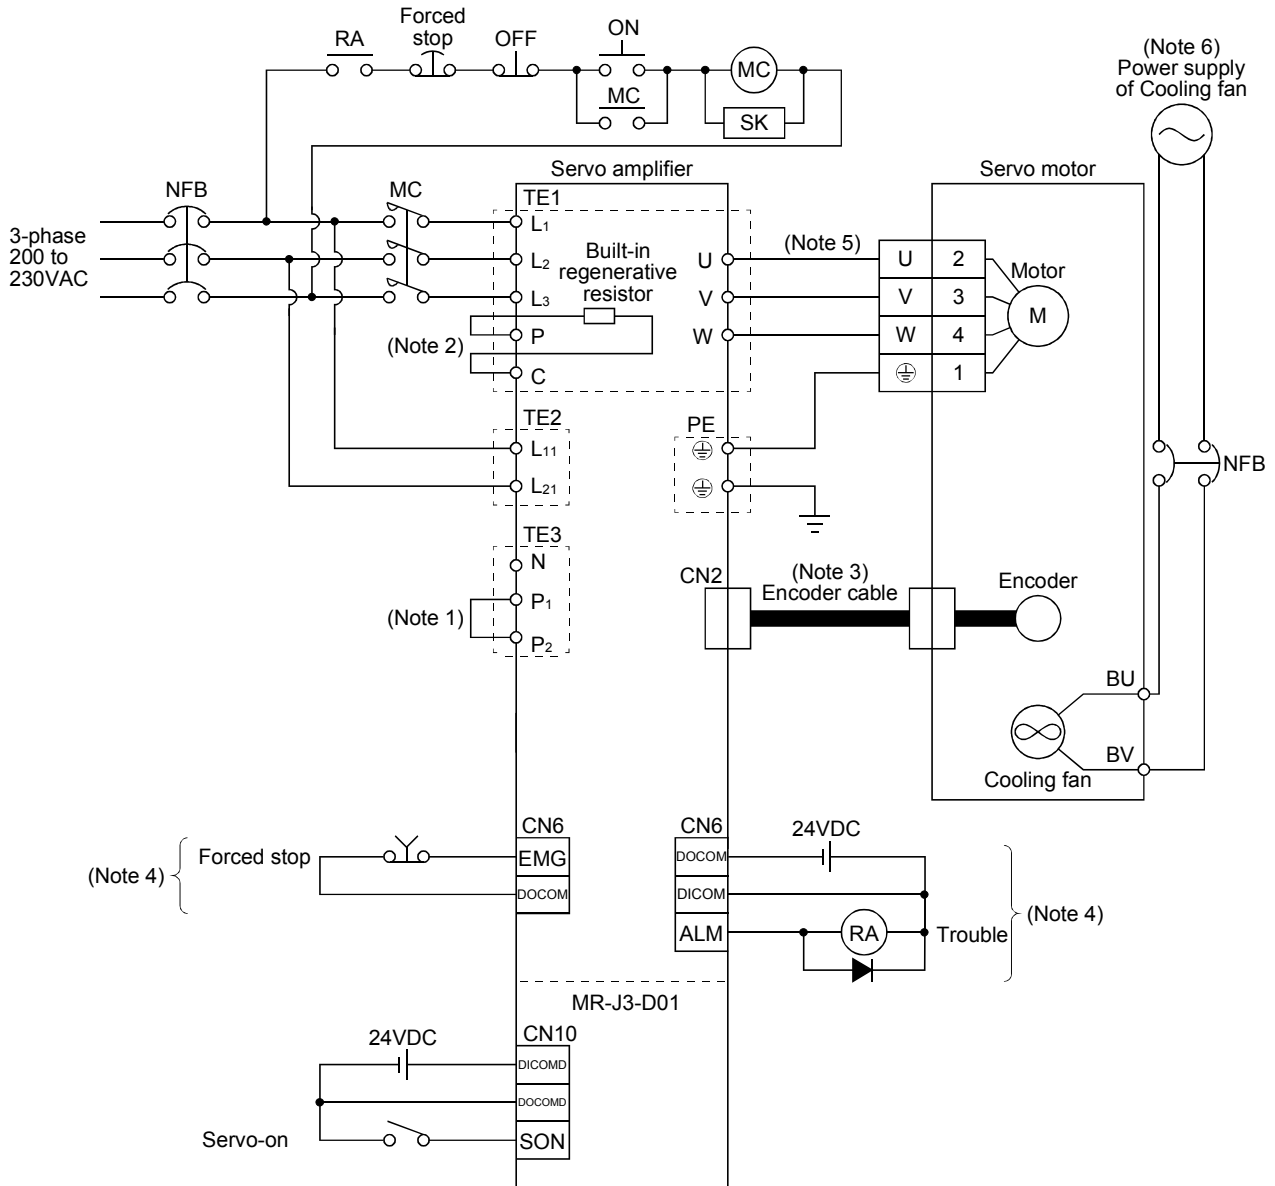 Forced
stop
RA
OFF
ON
MC
MC
SK
(Note 6)
Power supply
of Cooling fan
NFB
MC
Servo amplifier
Servo motor
TE1
3-phase
200 to
230VAC
L1
L2
L3
P
C
Built-in
regenerative
resistor
(Note 2)
U
V
W
(Note 5)
U 2
V 3
W 4
1
Motor
M
TE2
L11
L21
PE
NFB
TE3
N
P1
P2
(Note 1)
CN2
(Note 3)
Encoder cable
Encoder
BU
BV
Cooling fan
(Note 4)
Forced stop
CN6
EMG
DOCOM
CN6
DOCOM
DICOM
ALM
24VDC
RA
Trouble
(Note 4)
MR-J3-D01
24VDC
CN10
DICOMD
DOCOMD
SON
Servo-on